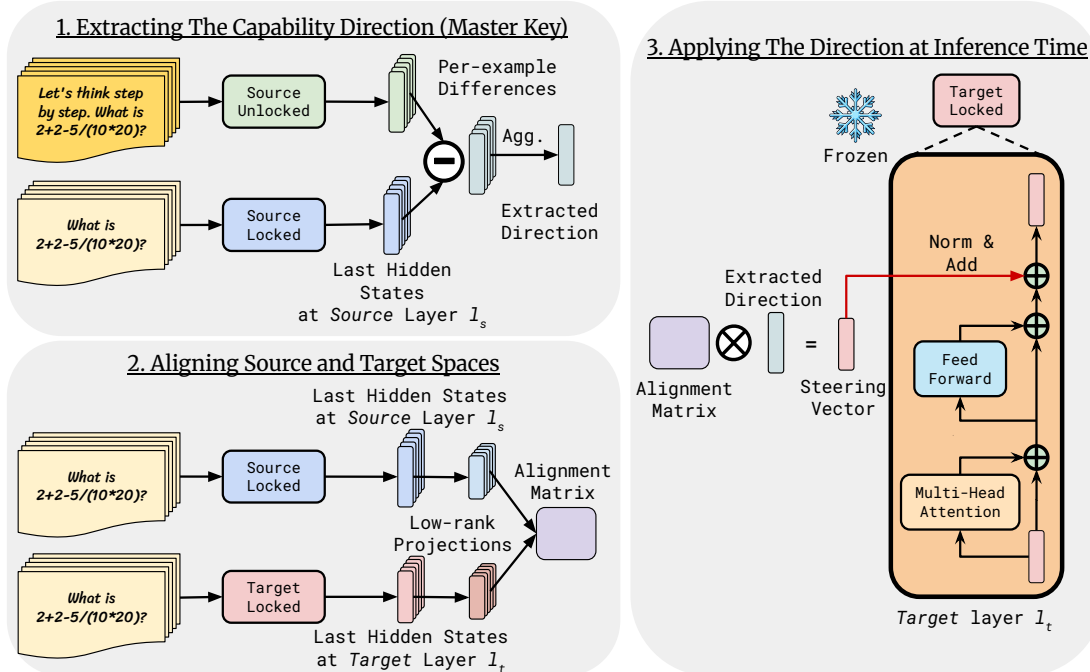 1. Extracting The Capability Direction (Master Key)
Let's think step
by step. What is
2+2-5/(10*20)?
Source
Unlocked
Per-example
Differences
Agg.
What is
2+2-5/(10*20)?
Source
Locked
Extracted
Direction
Last Hidden
States
at Source Layer l_s
2. Aligning Source and Target Spaces
Last Hidden States
at Source Layer l_s
What is
2+2-5/(10*20)?
Source
Locked
Alignment
Matrix
Low-rank
Projections
What is
2+2-5/(10*20)?
Target
Locked
Last Hidden States
at Target Layer l_t
3. Applying The Direction at Inference Time
Target
Locked
Frozen
Norm &
Add
Extracted
Direction
=
Alignment
Matrix
Steering
Vector
Feed
Forward
Multi-Head
Attention
Target layer l_t